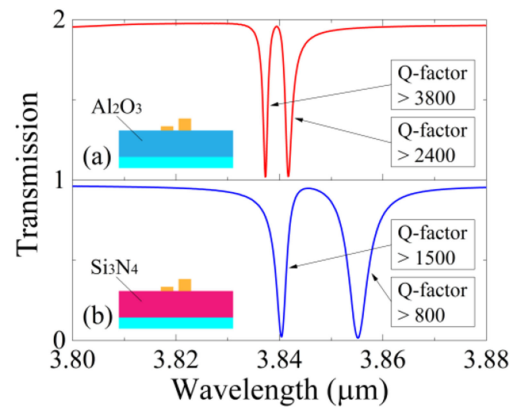 2
Al₂O₃
(a)
Q-factor
> 3800
Q-factor
> 2400
Transmission
1
Si₃N₄
(b)
Q-factor
> 1500
Q-factor
> 800
0
3.80 3.82 3.84 3.86 3.88
Wavelength (μm)